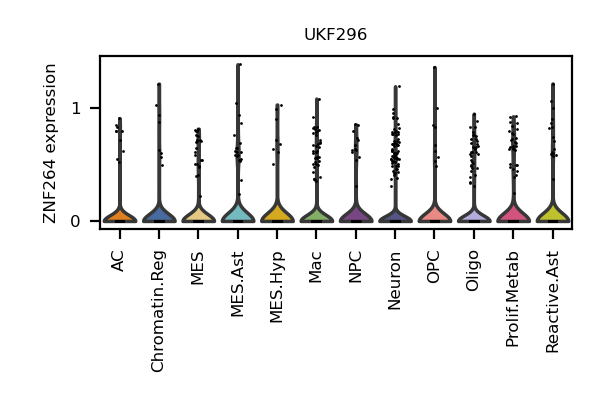 UKF296
ZNF264 expression
1
0
AC
Chromatin.Reg
MES
MES.Ast
MES.Hyp
Mac
NPC
Neuron
OPC
Oligo
Prolif.Metab
Reactive.Ast